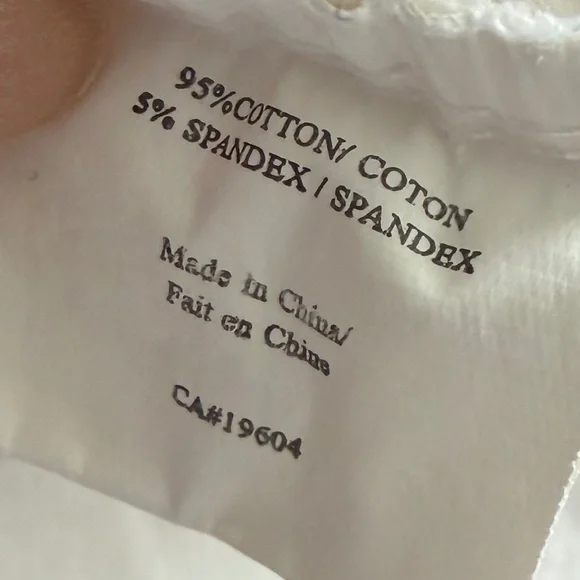 95%COTTON/ COTON
5% SPANDEX / SPANDEX
Made in China/
Fait en Chine
CA#19604